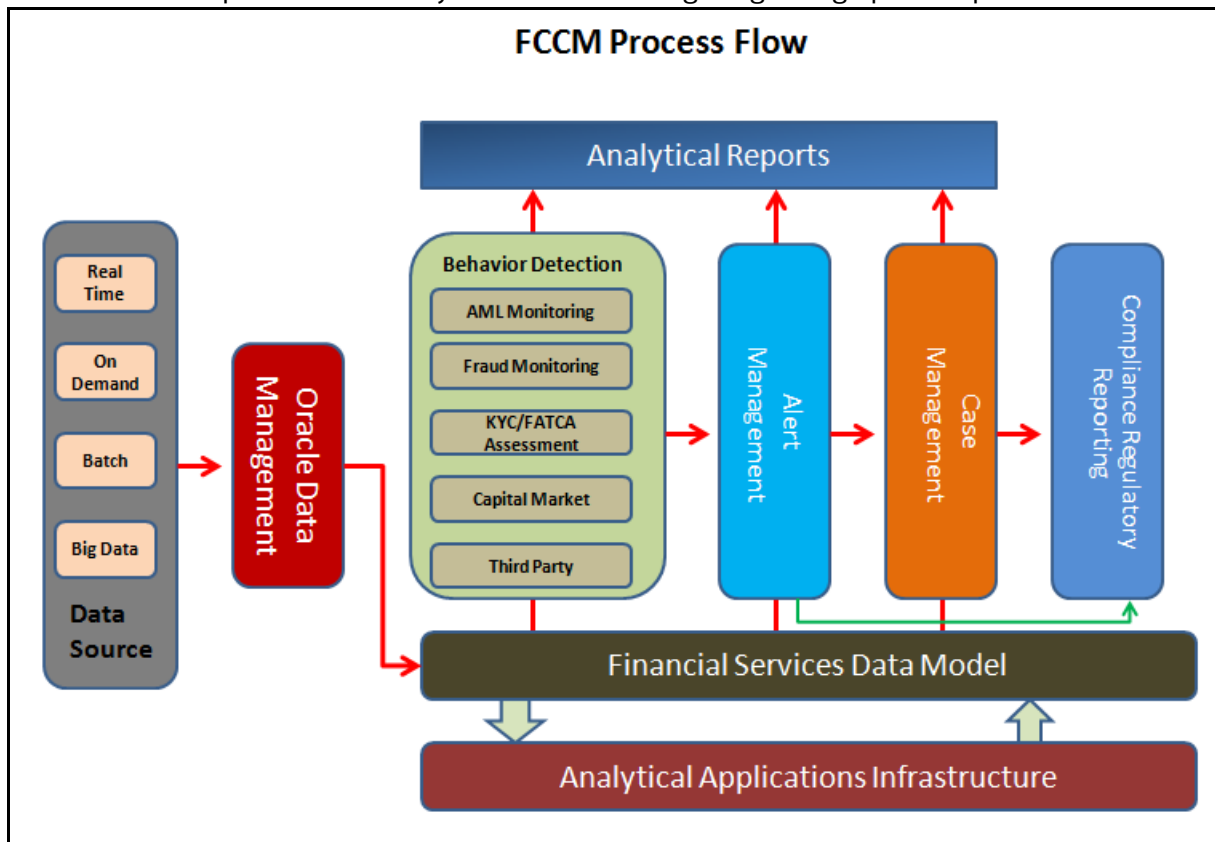 FCCM Process Flow
Analytical Reports
Real
Time
On
Demand
Batch
Big Data
Data
Source
Oracle Data
Management
Behavior Detection
AML Monitoring
Fraud Monitoring
KYC/FATCA
Assessment
Capital Market
Third Party
Alert
Management
Case
Management
Compliance Regulatory
Reporting
Financial Services Data Model
Analytical Applications Infrastructure